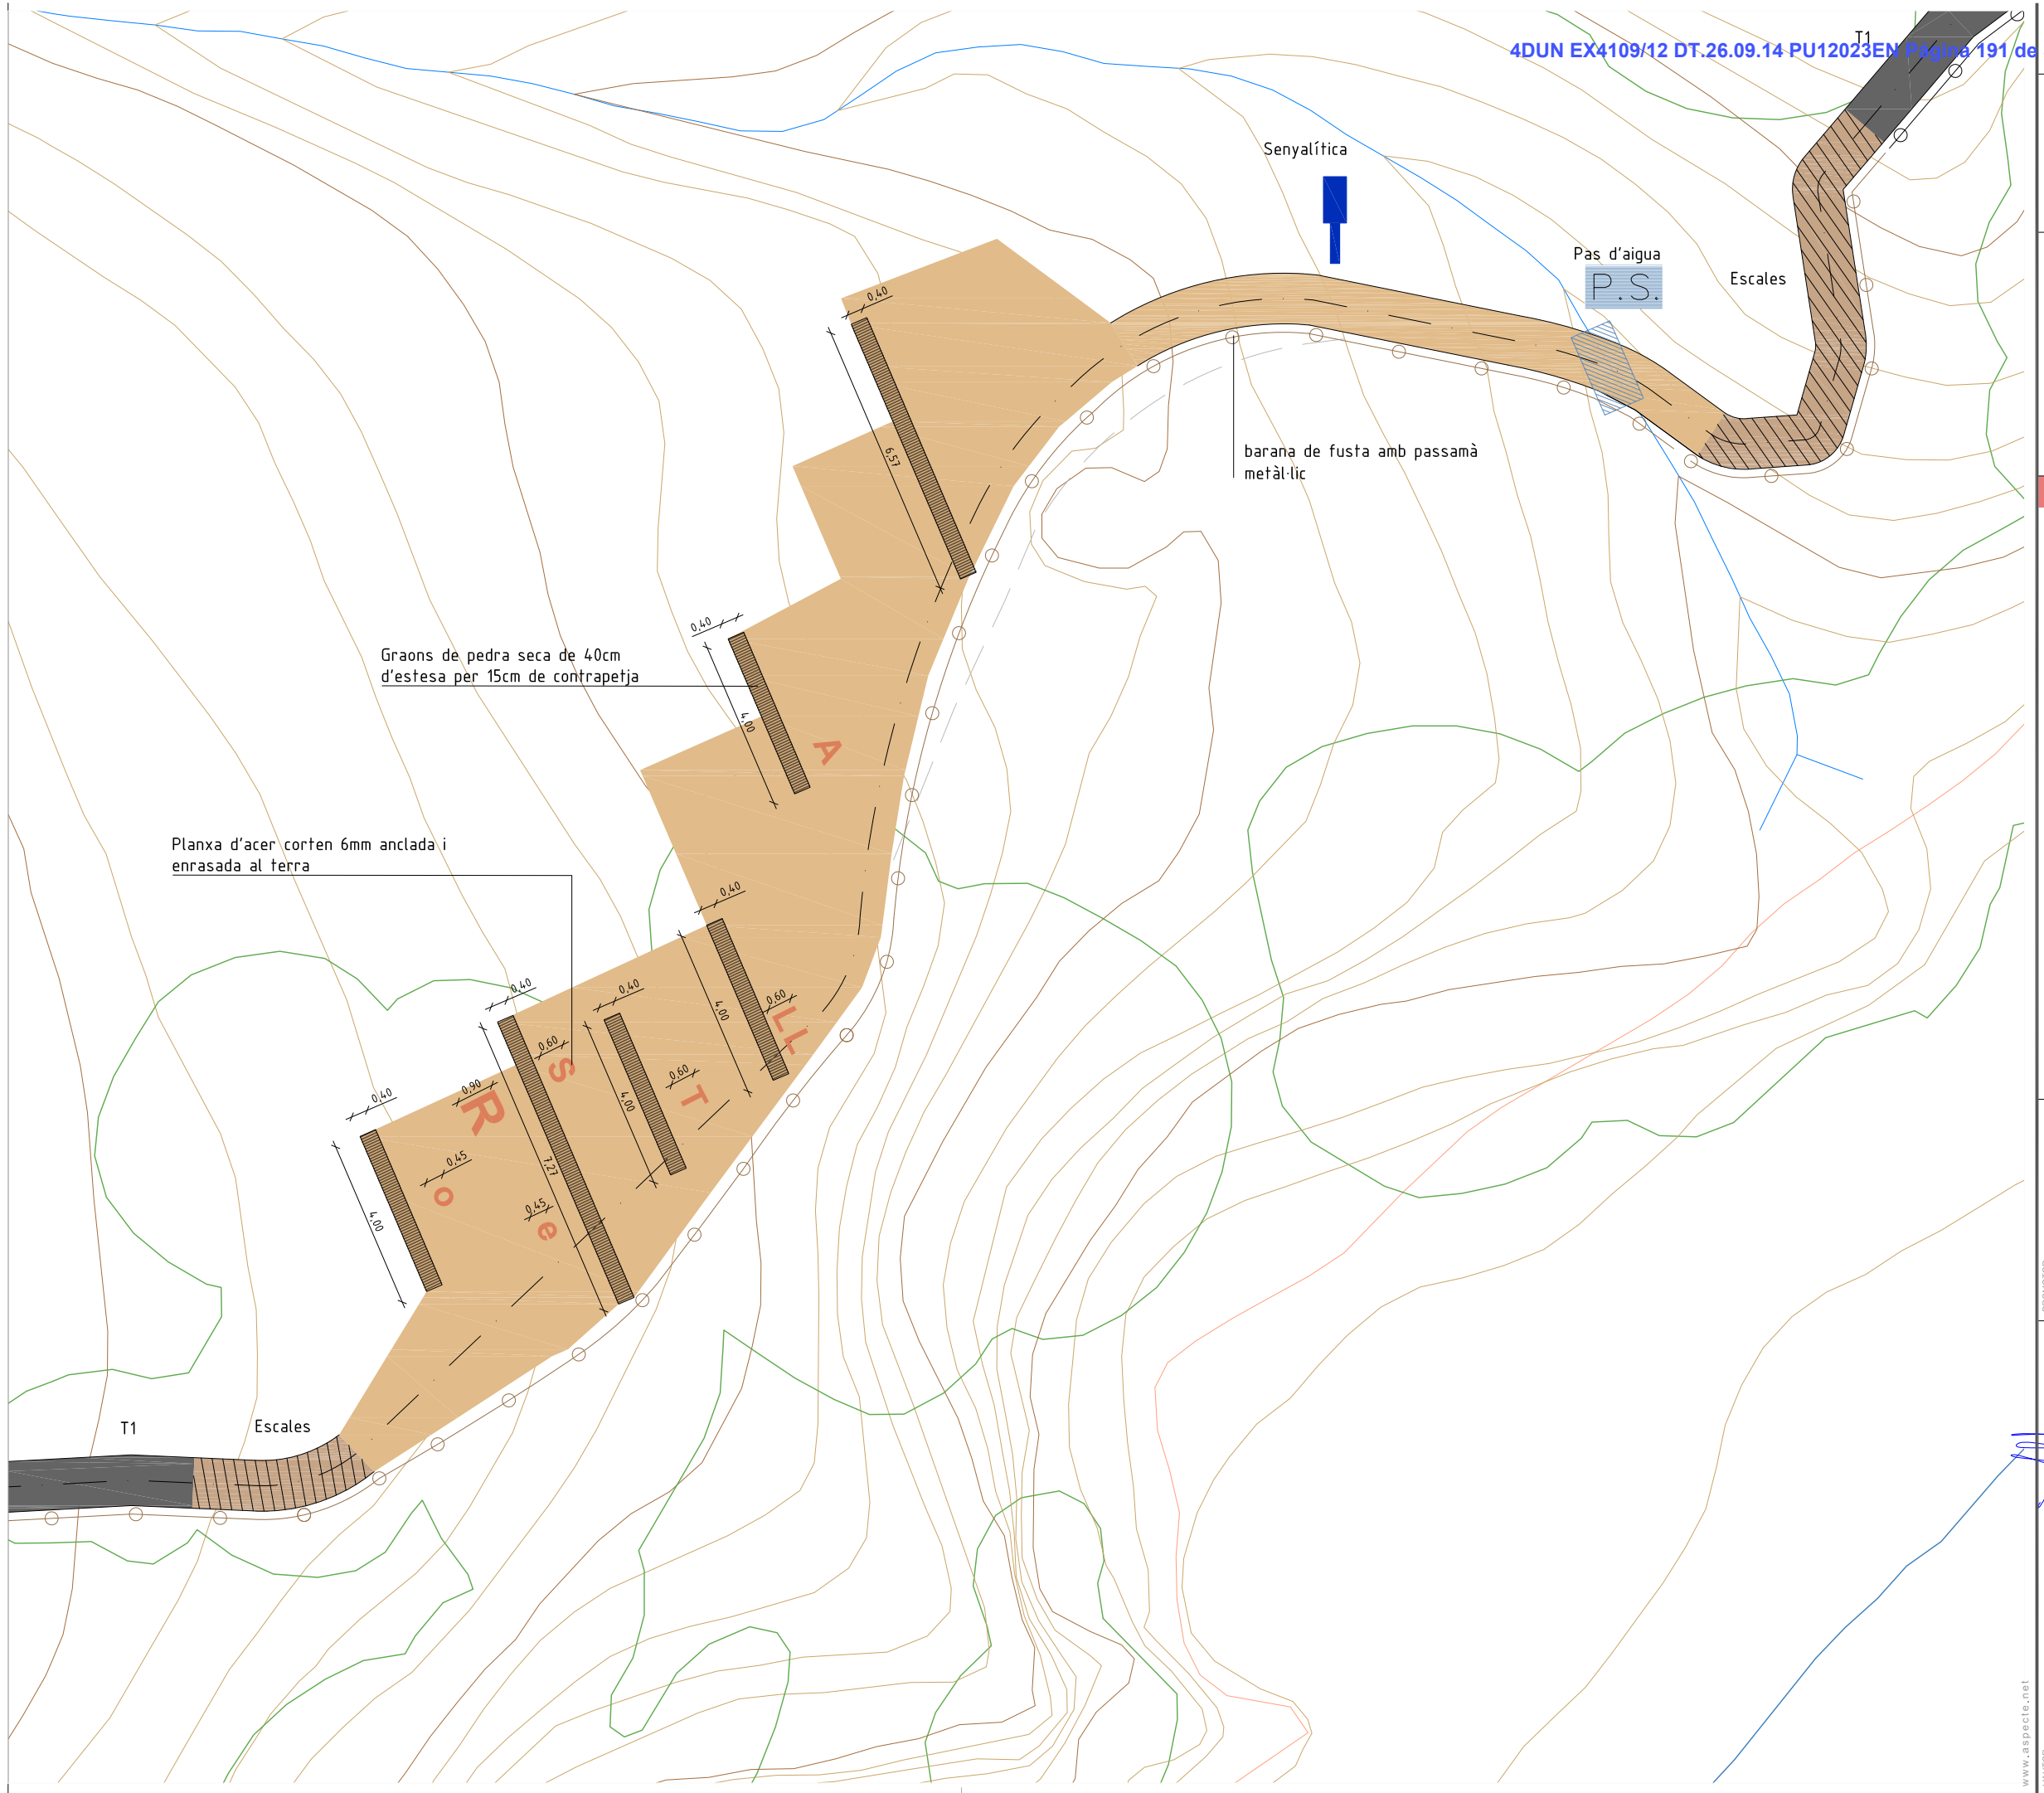 T1
4DUN EX4109/12 DT.26.09.14 PU12023EN Página 191 de
Senyalítica
Pas d'aigua
P.S.
Escales
0,40
6,57
barana de fusta amb passamà
metàl·lic
0,40
Graons de pedra seca de 40cm
d'estesa per 15cm de contrapetja
4,00
A
Planxa d'acer corten 6mm anclada i
enrasada al terra
0,40
4,00
0,60
LL
0,40
0,40
0,60
S
4,00
0,60
T
0,90
R
0,40
7,27
0,45
o
0,45
e
4,00
T1
Escales
www.aspecte.net